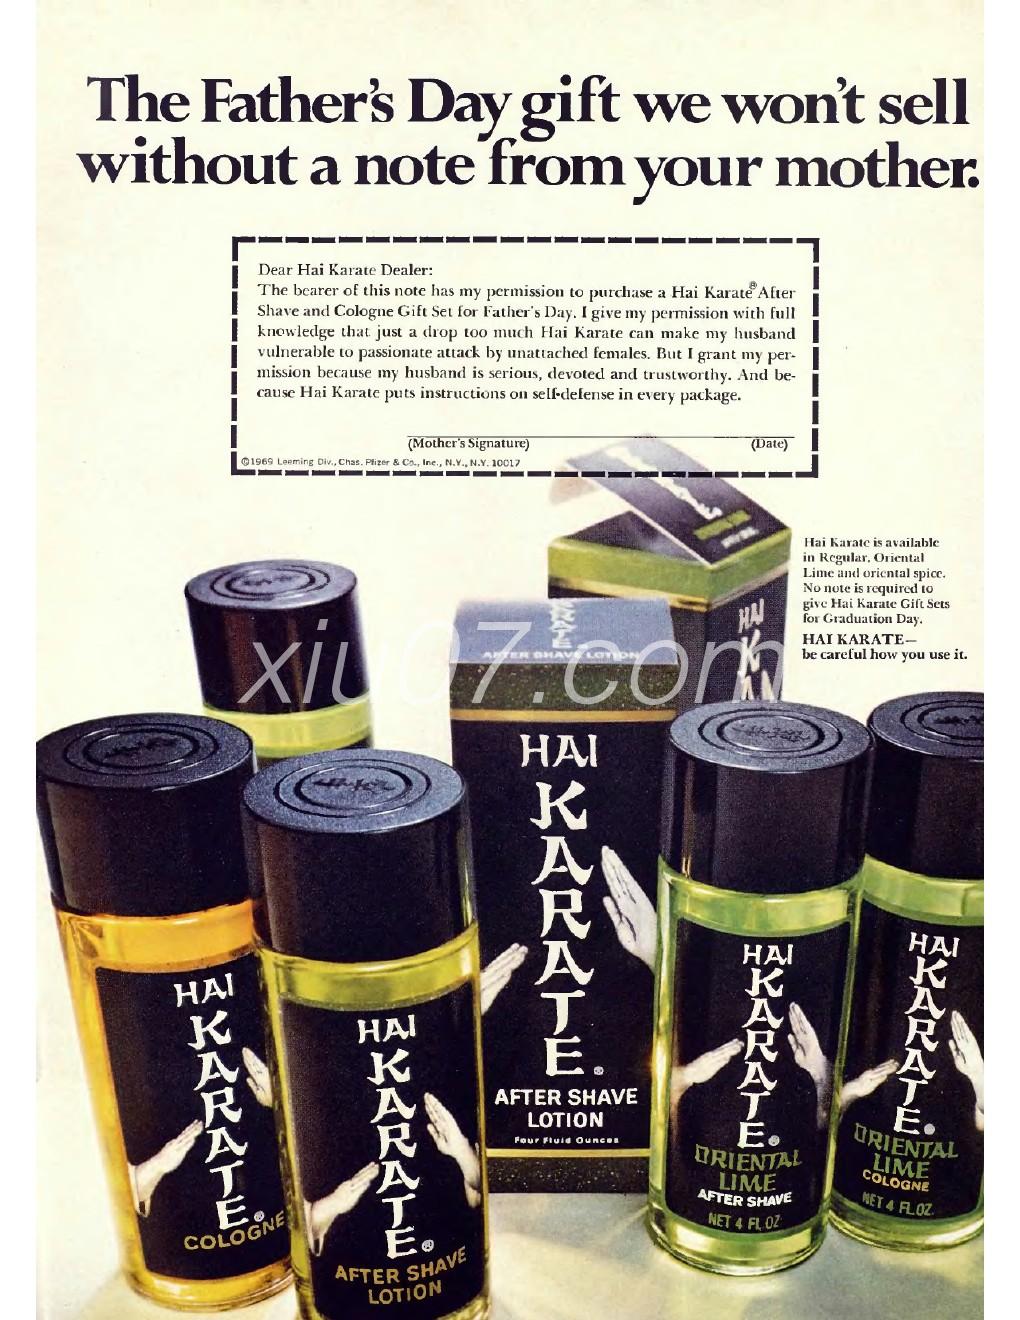 The Father's Day gift we won't sell
without a note from your mother.
Dear Hai Karate Dealer:
The bearer of this note has my permission to purchase a Hai Karate® After
Shave and Cologne Gift Set for Father's Day. I give my permission with full
knowledge that just a drop too much Hai Karate can make my husband
vulnerable to passionate attack by unattached females. But I grant my per-
mission because my husband is serious, devoted and trustworthy. And be-
cause Hai Karate puts instructions on self-defense in every package.
(Mother's Signature) (Date)
©1969 Leeming Div., Chas. Pfizer & Co., Inc., N.Y., N.Y. 10017
Hai Karate is available
in Regular, Oriental
Lime and oriental spice.
No note is required to
give Hai Karate Gift Sets
for Graduation Day.
HAI KARATE—
be careful how you use it.
xiu07.com
KARATE
AFTER SHAVE LOTION
HAI
KA
HAI
KARATE®
AFTER SHAVE
LOTION
Four Fluid Ounces
HAI
KARATE®
COLOGNE
HAI
KARATE®
AFTER SHAVE
LOTION
HAI
KARATE®
ORIENTAL
LIME
AFTER SHAVE
NET 4 FL. OZ.
HAI
KARATE®
ORIENTAL
LIME
COLOGNE
NET 4 FL. OZ.